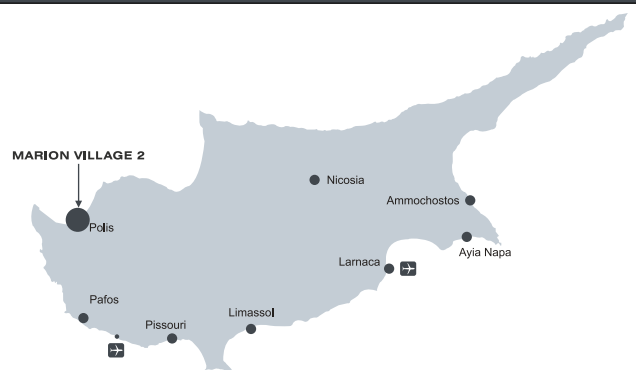 MARION VILLAGE 2
Nicosia
Ammochostos
Polis
Ayia Napa
Larnaca
Pafos
Limassol
Pissouri